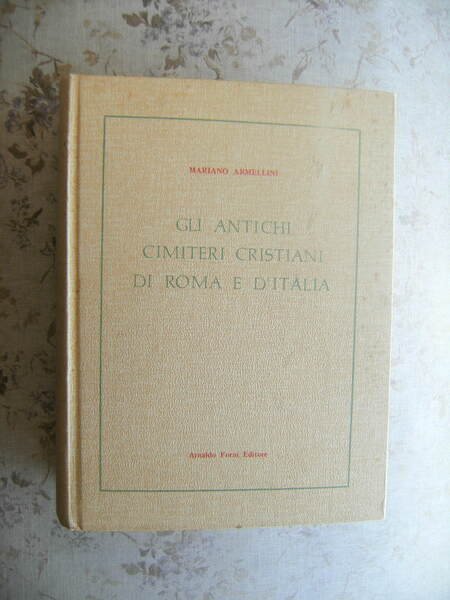 MARIANO ARMELLINI
GLI ANTICHI
CIMITERI CRISTIANI
DI ROMA E D'ITALIA
Arnaldo Forni Editore